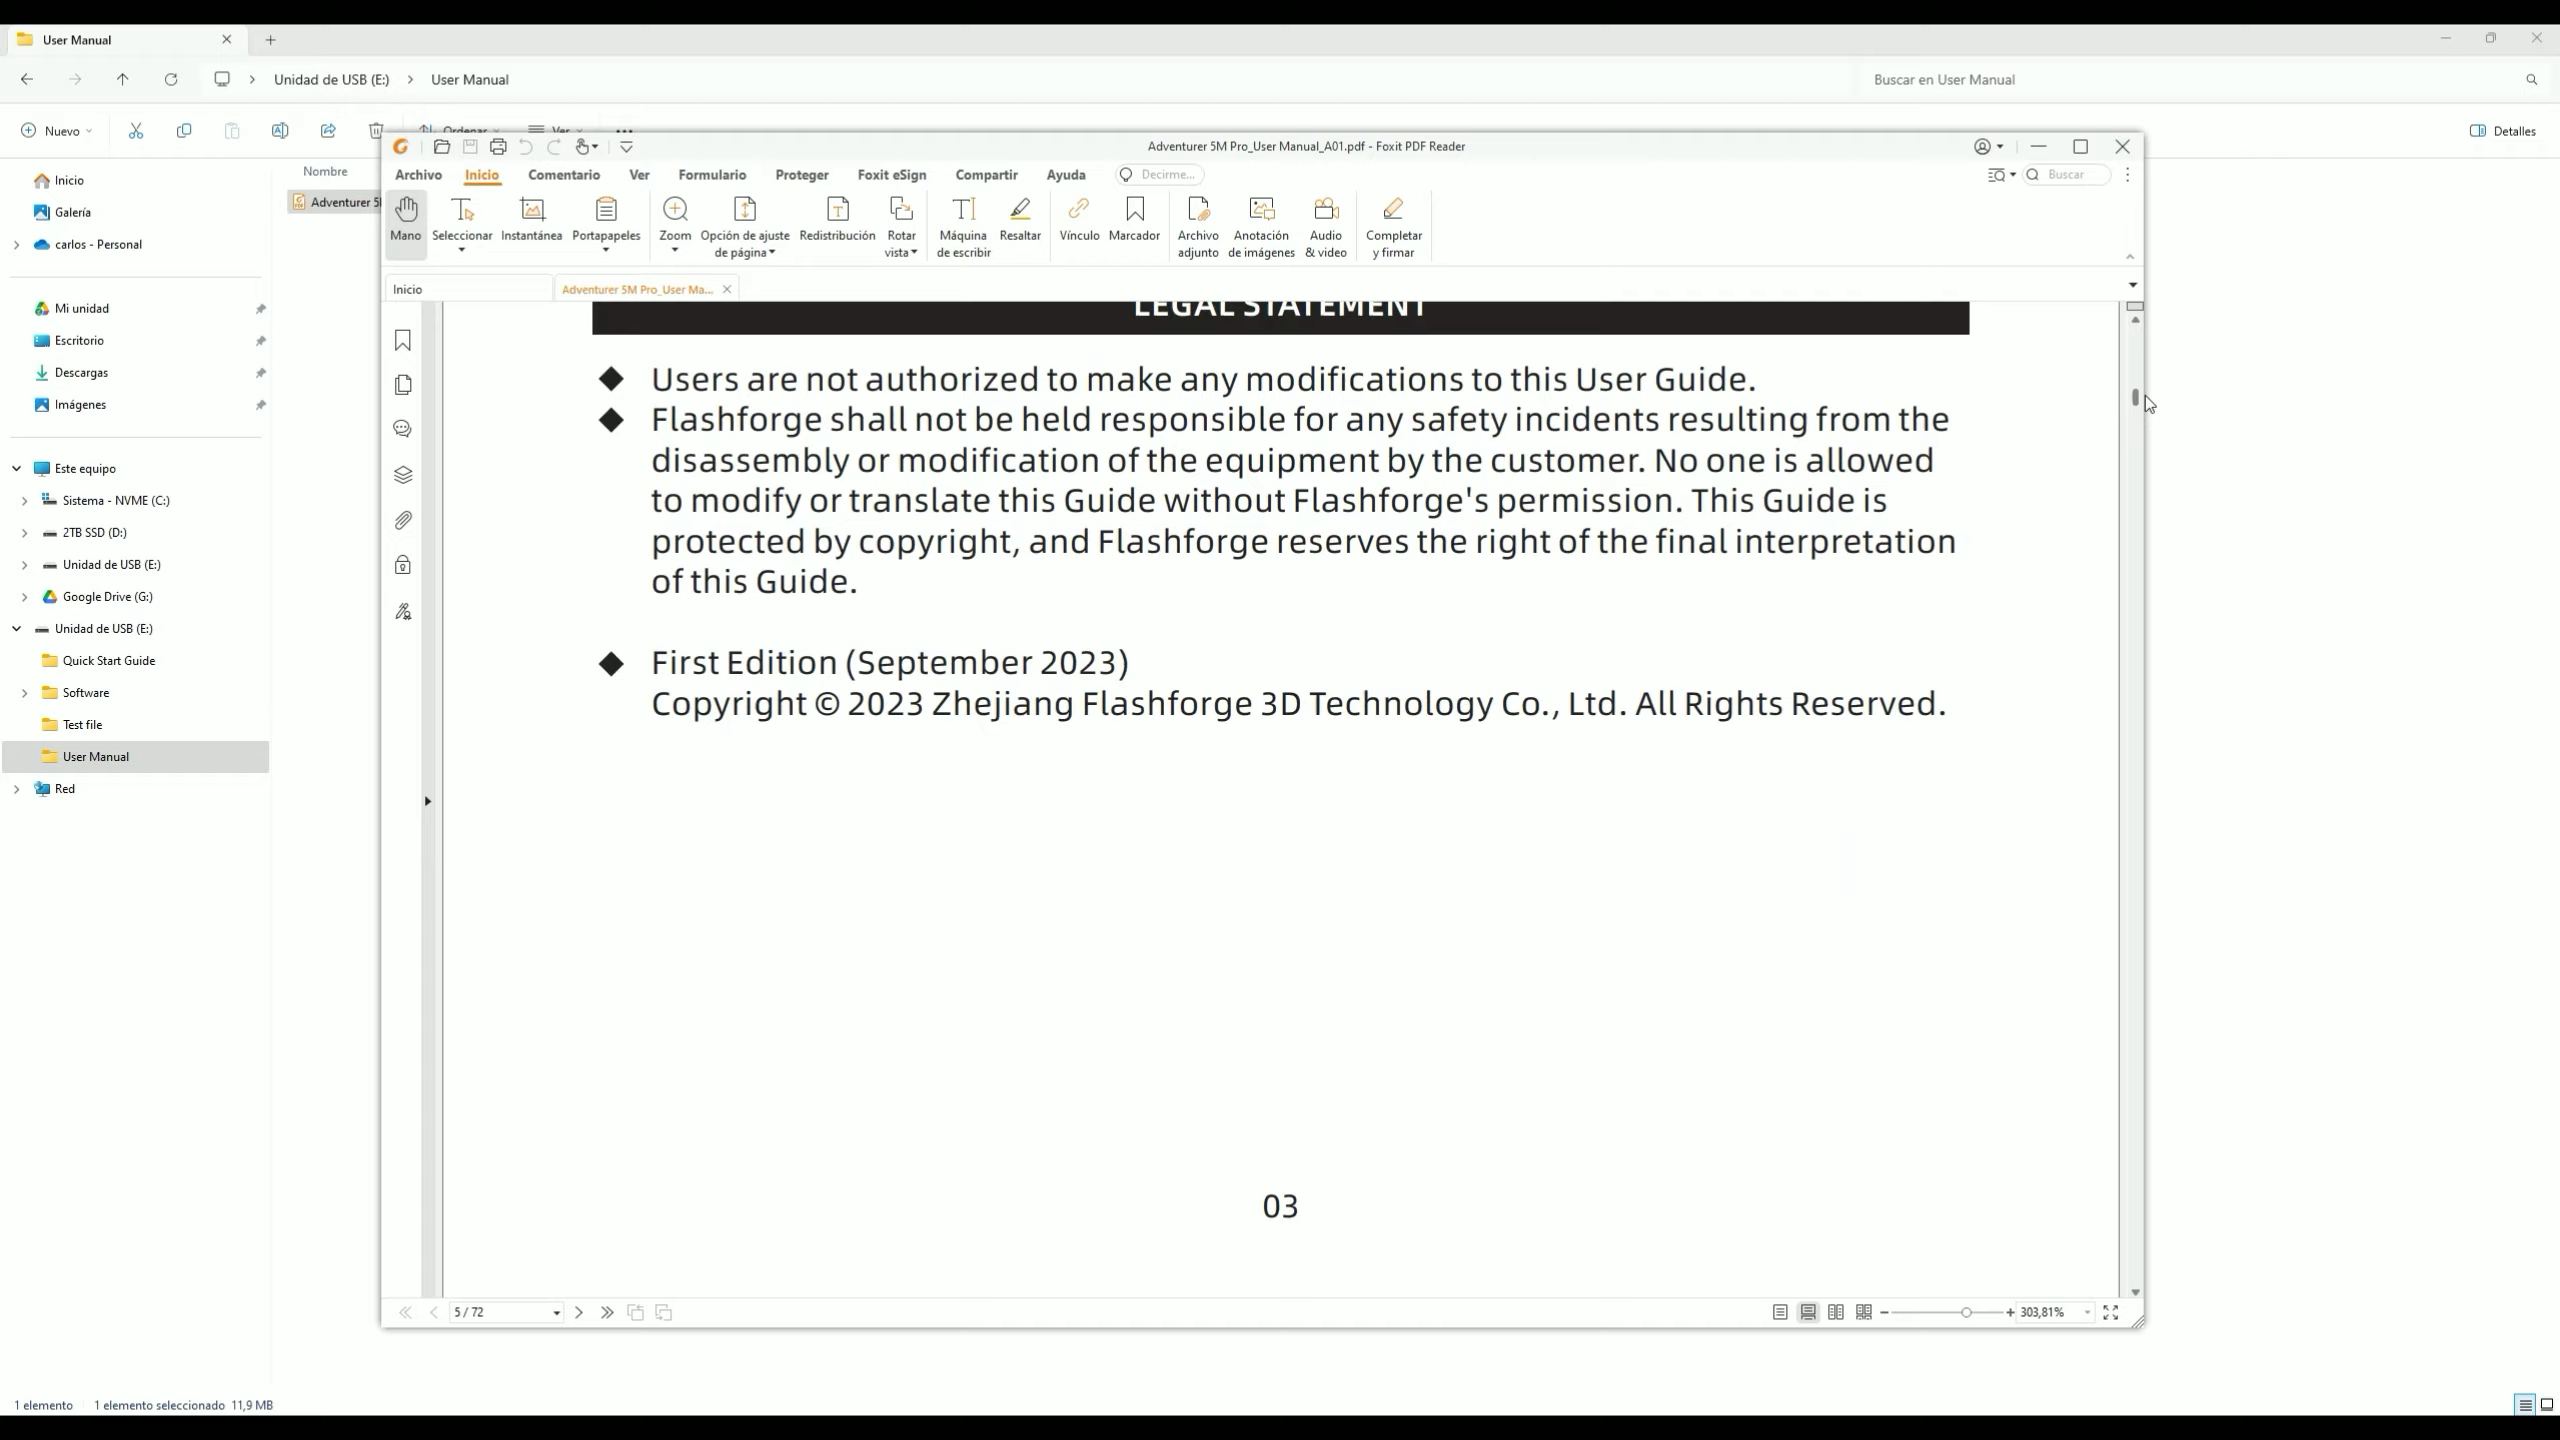 User Manual
Unidad de USB (E:) > User Manual
Buscar en User Manual
Nuevo
Ordenar
Ver
Detalles
Inicio
Galería
carlos - Personal
Mi unidad
Escritorio
Descargas
Imágenes
Este equipo
Sistema - NVME (C:)
2TB SSD (D:)
Unidad de USB (E:)
Google Drive (G:)
Unidad de USB (E:)
Quick Start Guide
Software
Test file
User Manual
Red
Nombre
Adventurer 5
Adventurer 5M Pro_User Manual_A01.pdf - Foxit PDF Reader
Archivo Inicio Comentario Ver Formulario Proteger Foxit eSign Compartir Ayuda Decirme... Buscar
Mano Seleccionar Instantánea Portapapeles Zoom Opción de ajuste Redistribución Rotar Máquina Resaltar Vínculo Marcador Archivo Anotación Audio Completar
de página vista de escribir adjunto de imágenes & video y firmar
Inicio
Adventurer 5M Pro_User Ma...
LEGAL STATEMENT
◆ Users are not authorized to make any modifications to this User Guide.
◆ Flashforge shall not be held responsible for any safety incidents resulting from the
disassembly or modification of the equipment by the customer. No one is allowed
to modify or translate this Guide without Flashforge's permission. This Guide is
protected by copyright, and Flashforge reserves the right of the final interpretation
of this Guide.
◆ First Edition (September 2023)
Copyright © 2023 Zhejiang Flashforge 3D Technology Co., Ltd. All Rights Reserved.
03
5 / 72
303,81%
1 elemento
1 elemento seleccionado 11,9 MB